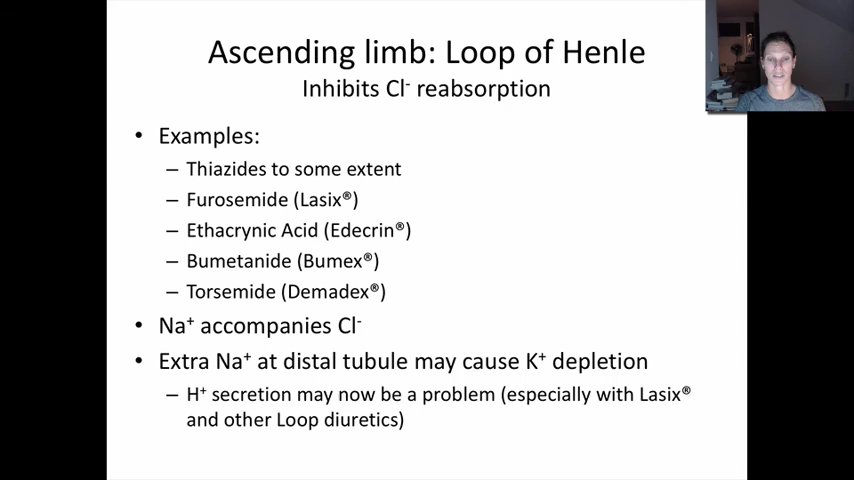 Ascending limb: Loop of Henle
Inhibits Cl⁻ reabsorption
• Examples:
– Thiazides to some extent
– Furosemide (Lasix®)
– Ethacrynic Acid (Edecrin®)
– Bumetanide (Bumex®)
– Torsemide (Demadex®)
• Na⁺ accompanies Cl⁻
• Extra Na⁺ at distal tubule may cause K⁺ depletion
– H⁺ secretion may now be a problem (especially with Lasix®
and other Loop diuretics)